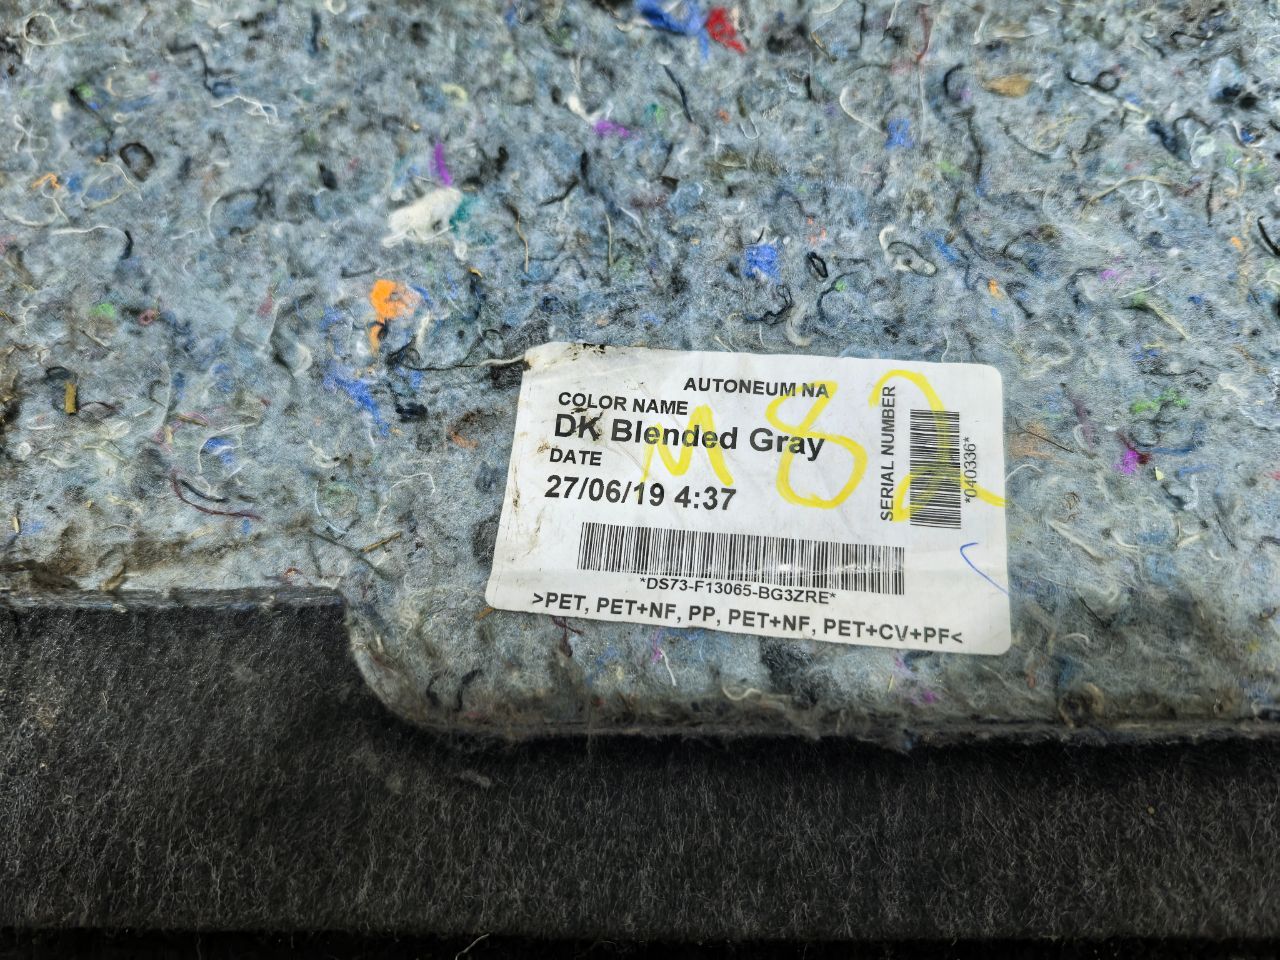 AUTONEUM NA
COLOR NAME
DK Blended Gray
DATE
27/06/19 4:37
*DS73-F13065-BG3ZRE*
>PET, PET+NF, PP, PET+NF, PET+CV+PF<
SERIAL NUMBER
*040336*
M82